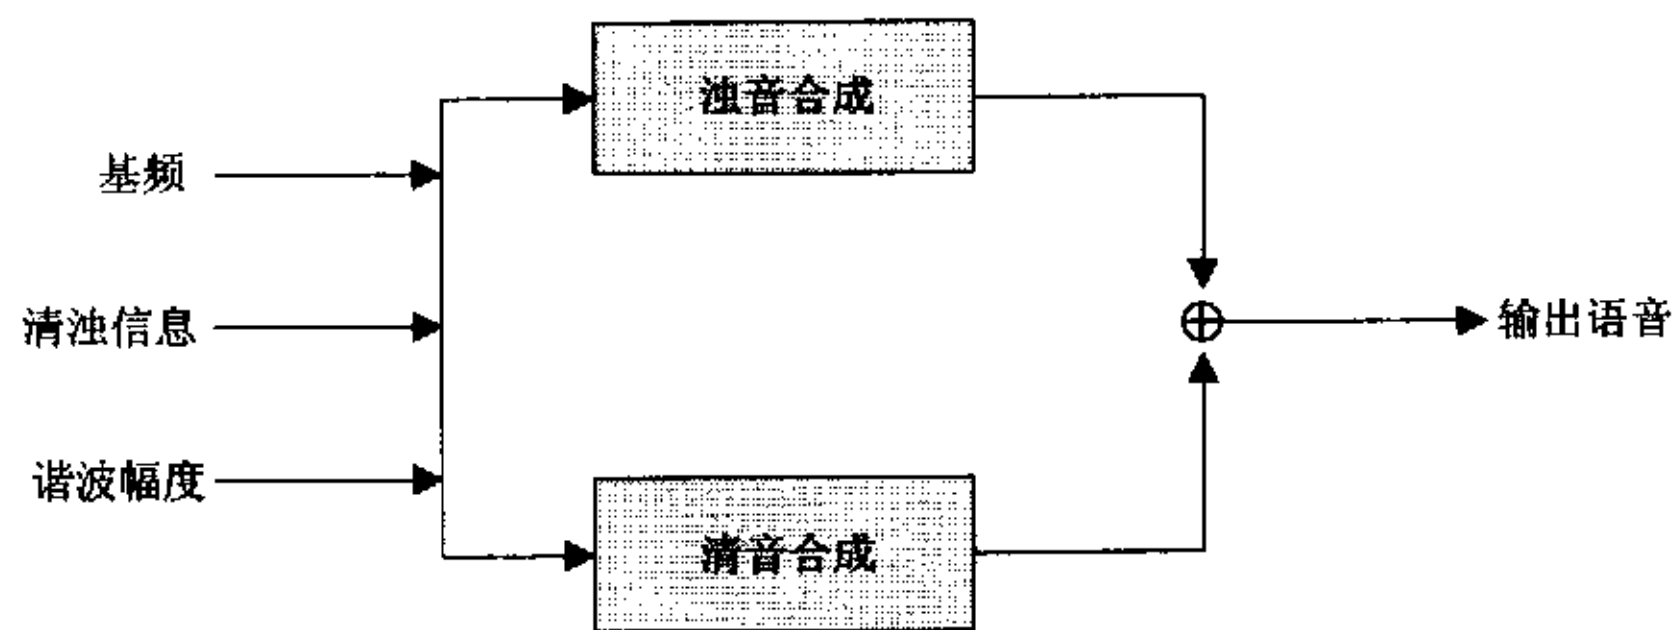 浊音合成
基频
清浊信息
输出语音
谐波幅度
清音合成